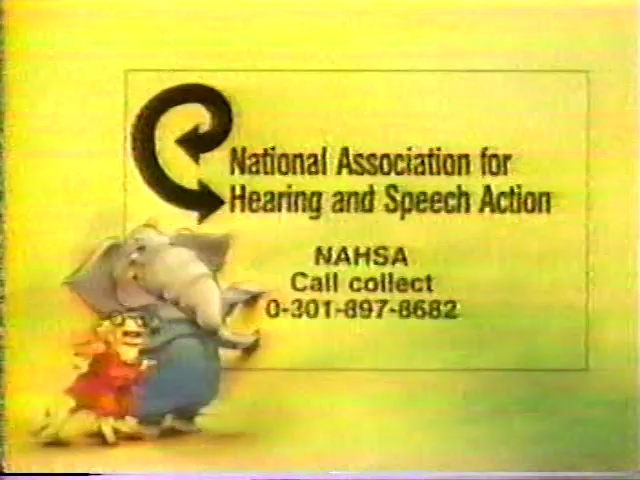 National Association for
Hearing and Speech Action
NAHSA
Call collect
0-301-897-8682